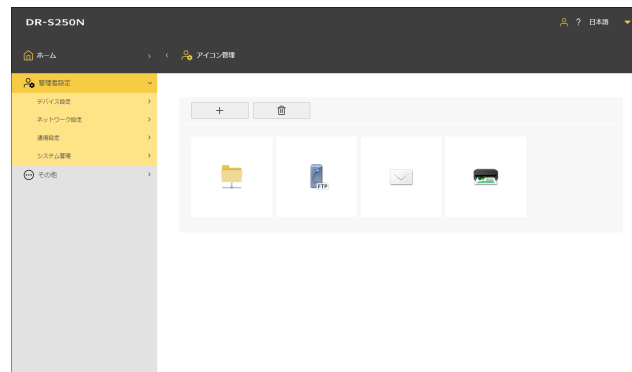 DR-S250N
? 日本語
ホーム
アイコン管理
管理者設定
デバイス設定
ネットワーク設定
通信設定
システム管理
その他
+
FTP